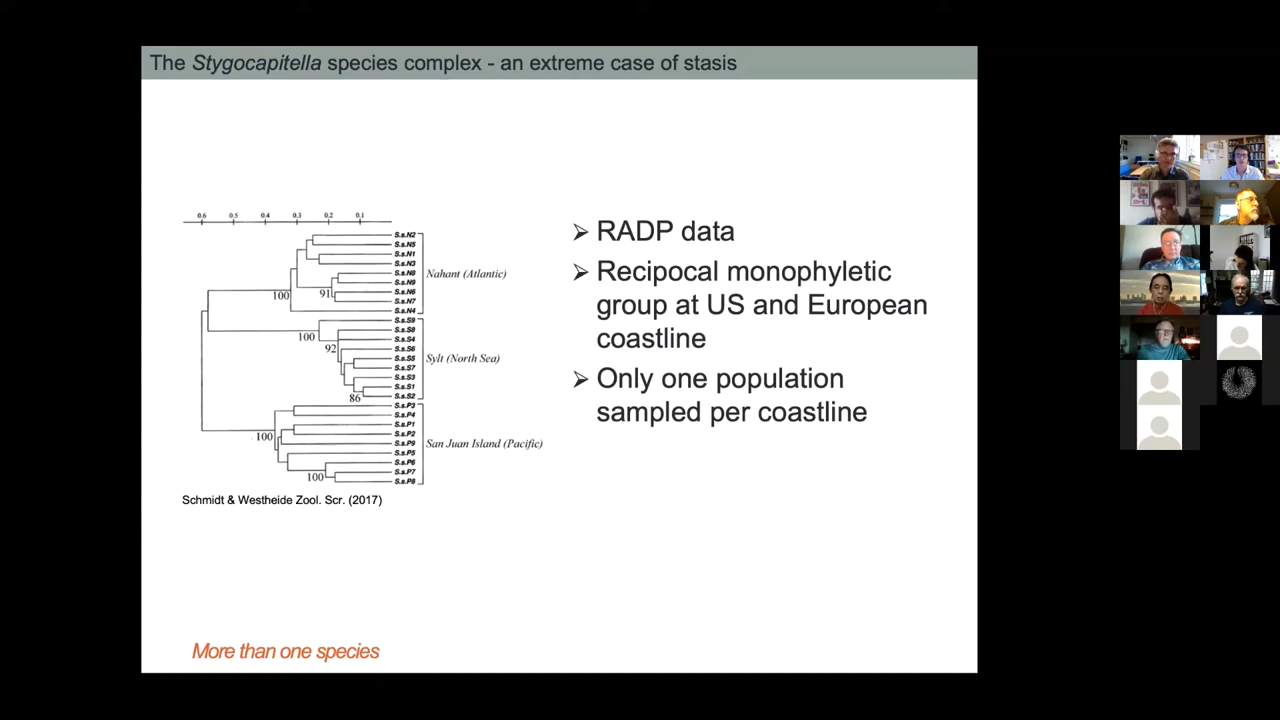 The Stygocapitella species complex - an extreme case of stasis
0.6 0.5 0.4 0.3 0.2 0.1
S.s.N2
S.s.N5
S.s.N1
S.s.N3
S.s.N8
Nahant (Atlantic)
S.s.N9
91
S.s.N6
100
S.s.N7
S.s.N4
S.s.S9
S.s.S8
100
S.s.S4
92
S.s.S6
Sylt (North Sea)
S.s.S5
S.s.S7
S.s.S3
S.s.S1
86
S.s.S2
S.s.P3
S.s.P4
S.s.P1
S.s.P2
100
S.s.P9
San Juan Island (Pacific)
S.s.P5
S.s.P6
S.s.P7
100
S.s.P8
Schmidt & Westheide Zool. Scr. (2017)
➢ RADP data
➢ Recipocal monophyletic
group at US and European
coastline
➢ Only one population
sampled per coastline
More than one species